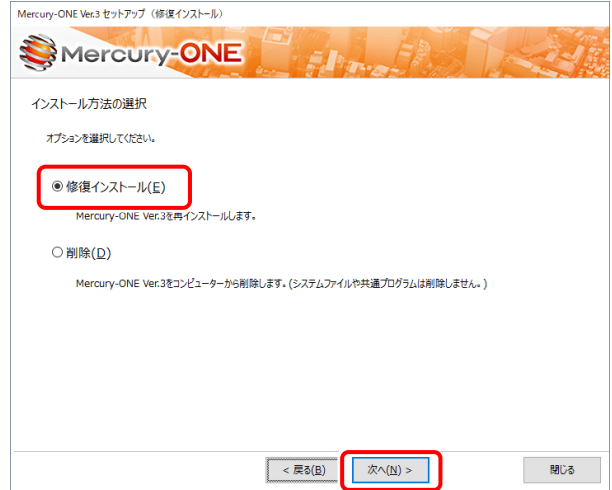 Mercury-ONE Ver.3 セットアップ（修復インストール）
Mercury-ONE
インストール方法の選択
オプションを選択してください。
修復インストール(E)
Mercury-ONE Ver.3を再インストールします。
削除(D)
Mercury-ONE Ver.3をコンピューターから削除します。(システムファイルや共通プログラムは削除しません。)
< 戻る(B) 次へ(N) > 閉じる